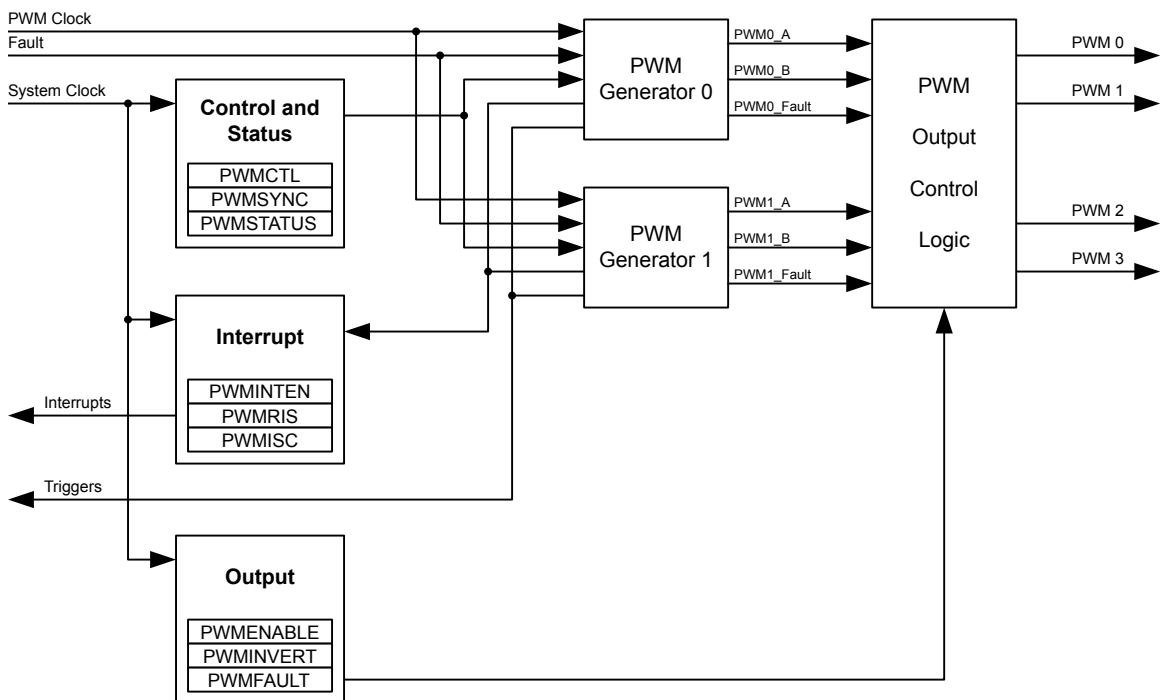 PWM Clock
Fault
System Clock
Control and
Status
PWMCTL
PWMSYNC
PWMSTATUS
Interrupt
PWMINTEN
PWMRIS
PWMISC
Interrupts
Triggers
Output
PWMENABLE
PWMINVERT
PWMFAULT
PWM
Generator 0
PWM0_A
PWM0_B
PWM0_Fault
PWM
Generator 1
PWM1_A
PWM1_B
PWM1_Fault
PWM
Output
Control
Logic
PWM 0
PWM 1
PWM 2
PWM 3